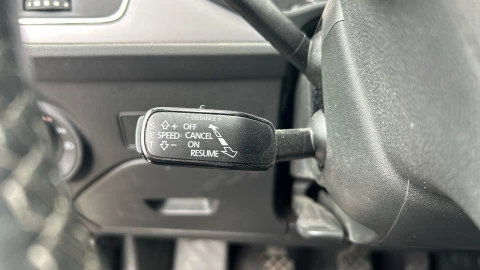 - DISTANCE +
S + OFF
E SPEED CANCEL
T - ON
RESUME